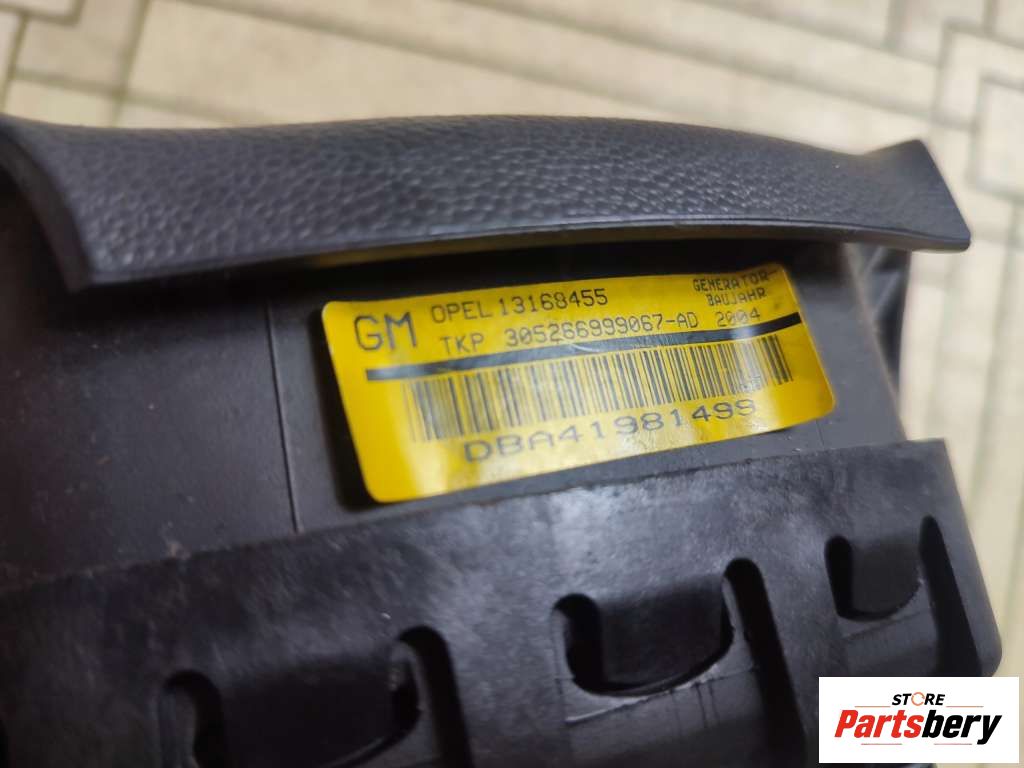 GM
OPEL 13168455
TKP 305266999067-AD
GENERATOR-
BAUJAHR
2004
DBA41981499
STORE
Partsbery